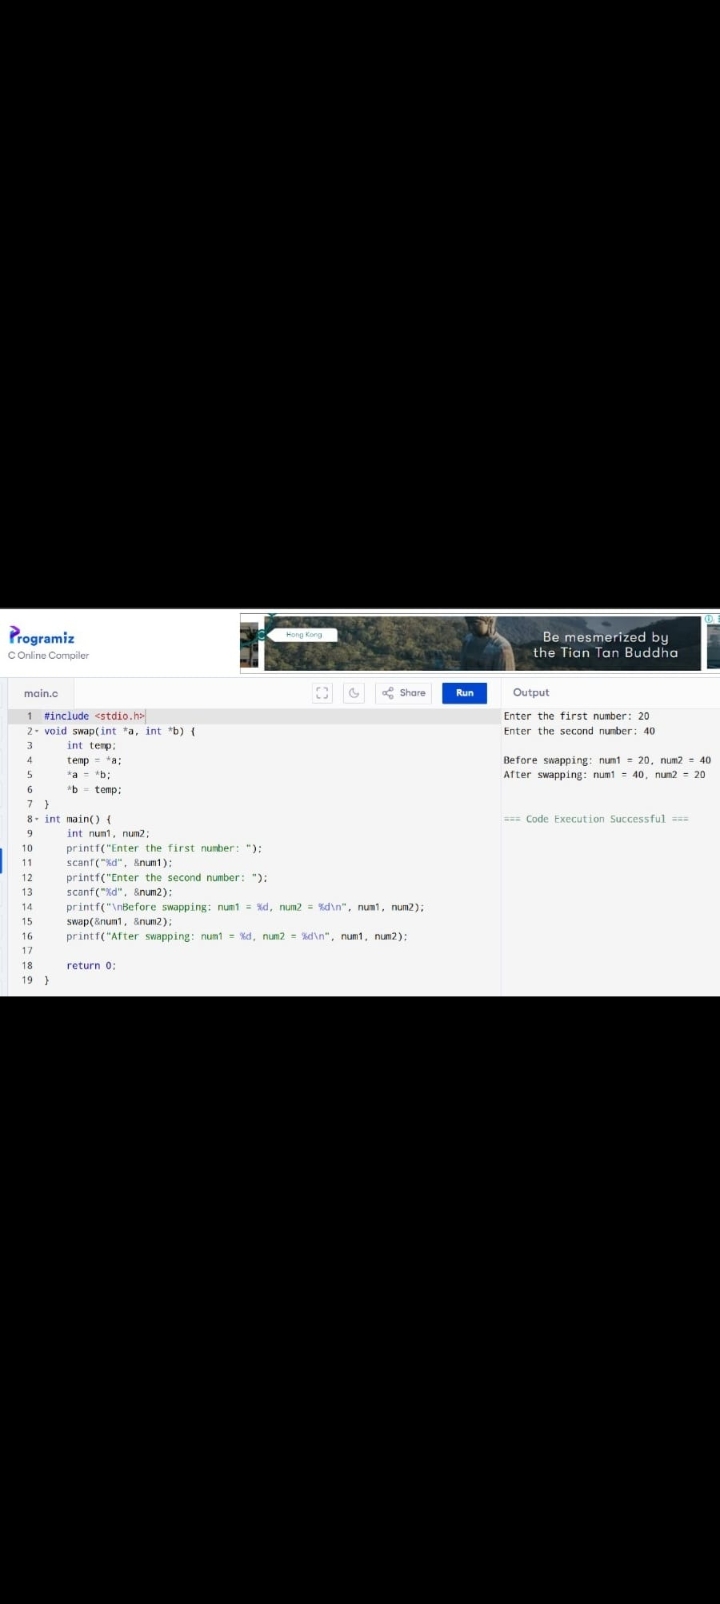 Programiz
C Online Compiler
Hong Kong
Be mesmerized by
the Tian Tan Buddha
main.c
Share
Run
Output
1 #include <stdio.h>
2 void swap(int *a, int *b) {
3 int temp;
4 temp = *a;
5 *a = *b;
6 *b = temp;
7 }
8 int main() {
9 int num1, num2;
10 printf("Enter the first number: ");
11 scanf("%d", &num1);
12 printf("Enter the second number: ");
13 scanf("%d", &num2);
14 printf("\nBefore swapping: num1 = %d, num2 = %d\n", num1, num2);
15 swap(&num1, &num2);
16 printf("After swapping: num1 = %d, num2 = %d\n", num1, num2);
17
18 return 0;
19 }
Enter the first number: 20
Enter the second number: 40
Before swapping: num1 = 20, num2 = 40
After swapping: num1 = 40, num2 = 20
=== Code Execution Successful ===